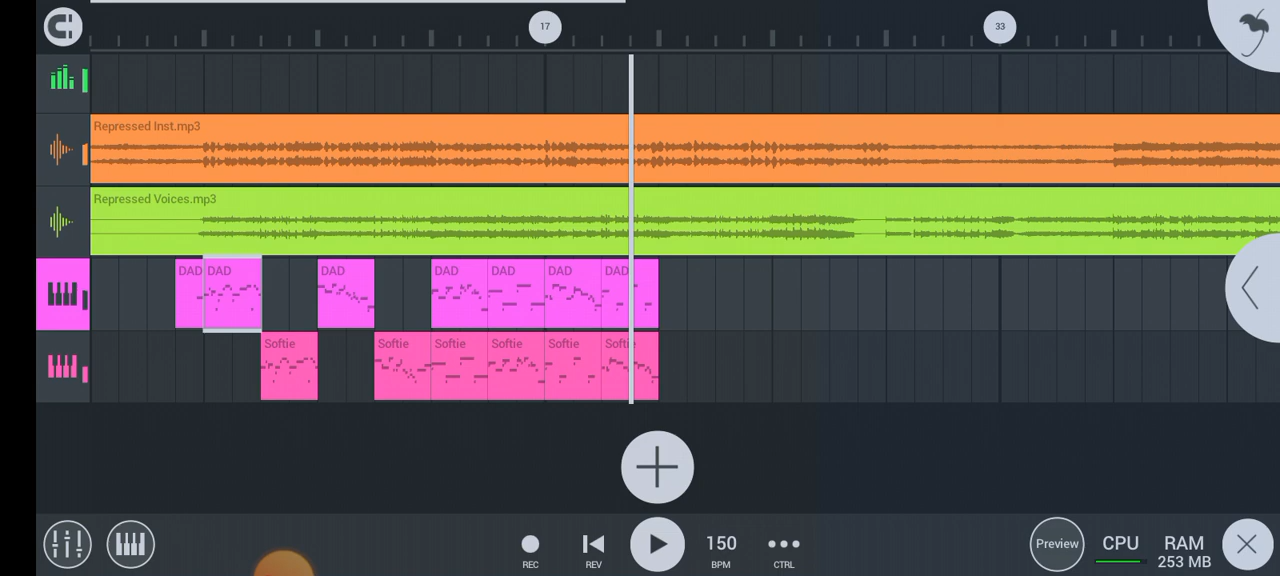 17
33
Repressed Inst.mp3
Repressed Voices.mp3
DAD DAD DAD DAD DAD DAD DAD
Softie Softie Softie Softie Softie
REC
REV
150
BPM
CTRL
Preview
CPU
RAM
253 MB